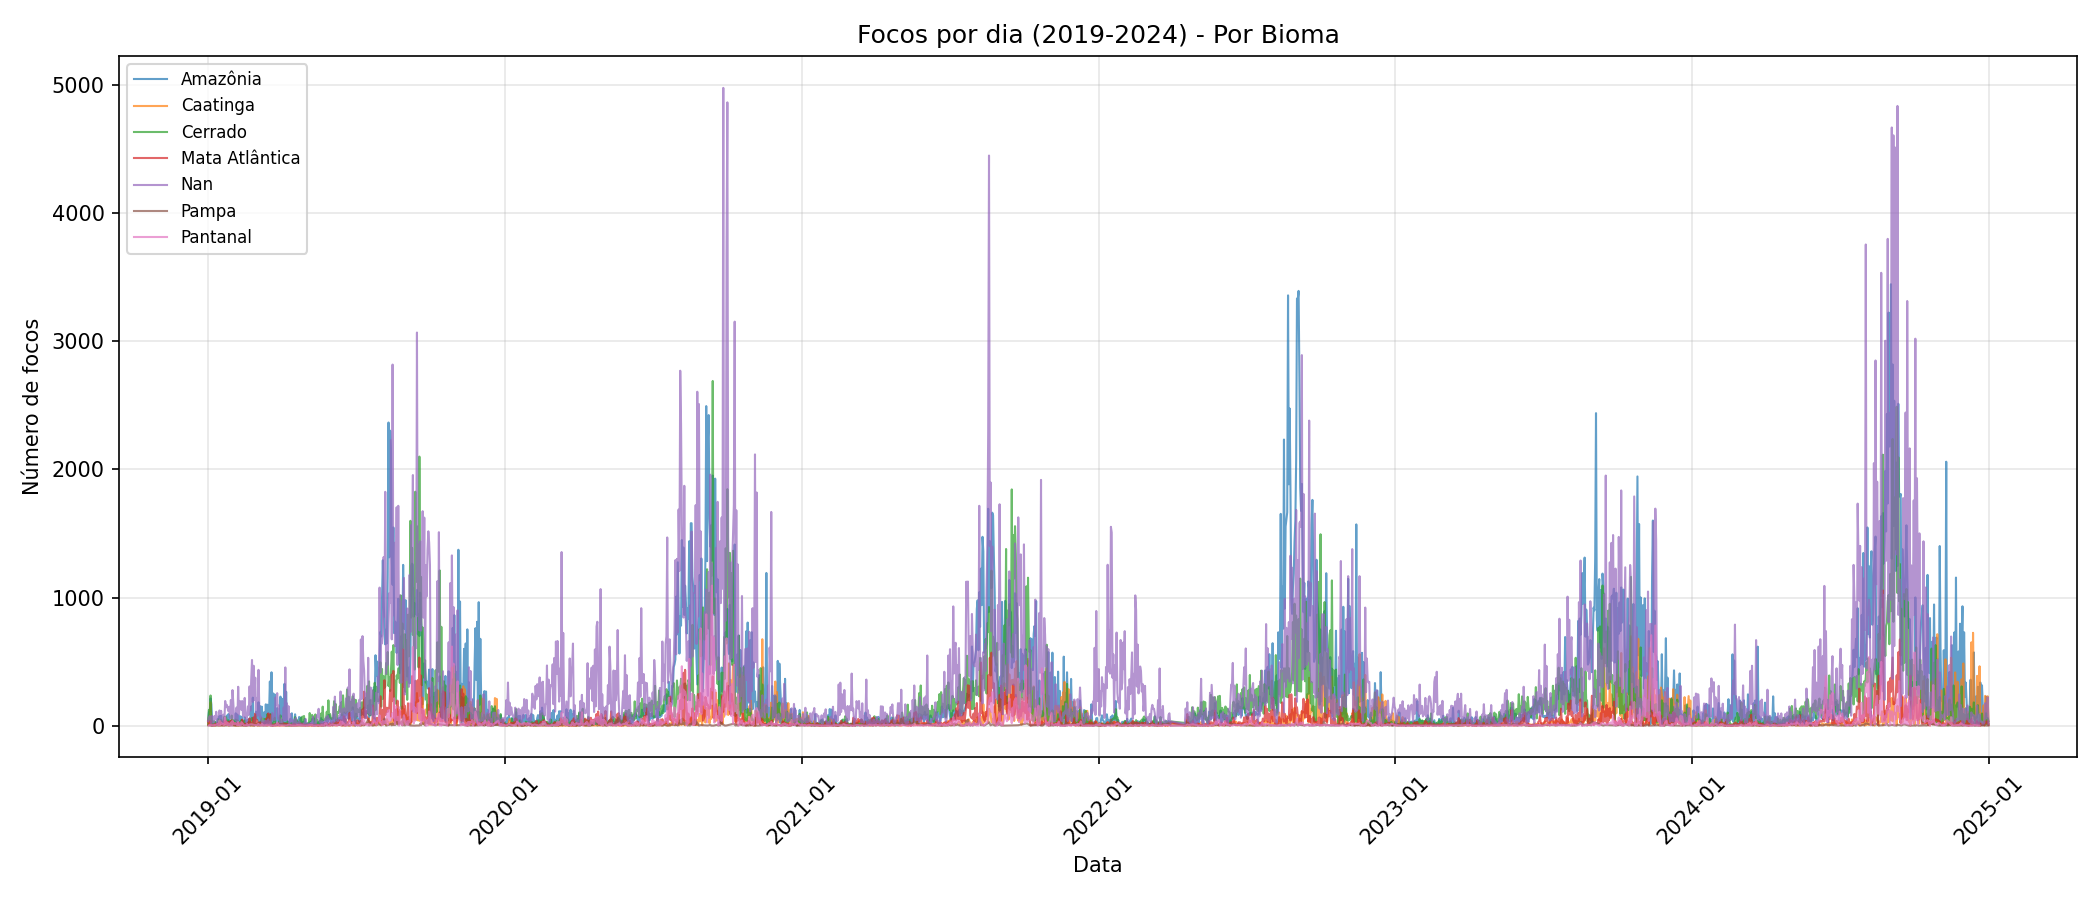 Focos por dia (2019-2024) - Por Bioma
Amazônia
Caatinga
Cerrado
Mata Atlântica
Nan
Pampa
Pantanal
Número de focos
5000
4000
3000
2000
1000
0
2019-01
2020-01
2021-01
2022-01
2023-01
2024-01
2025-01
Data